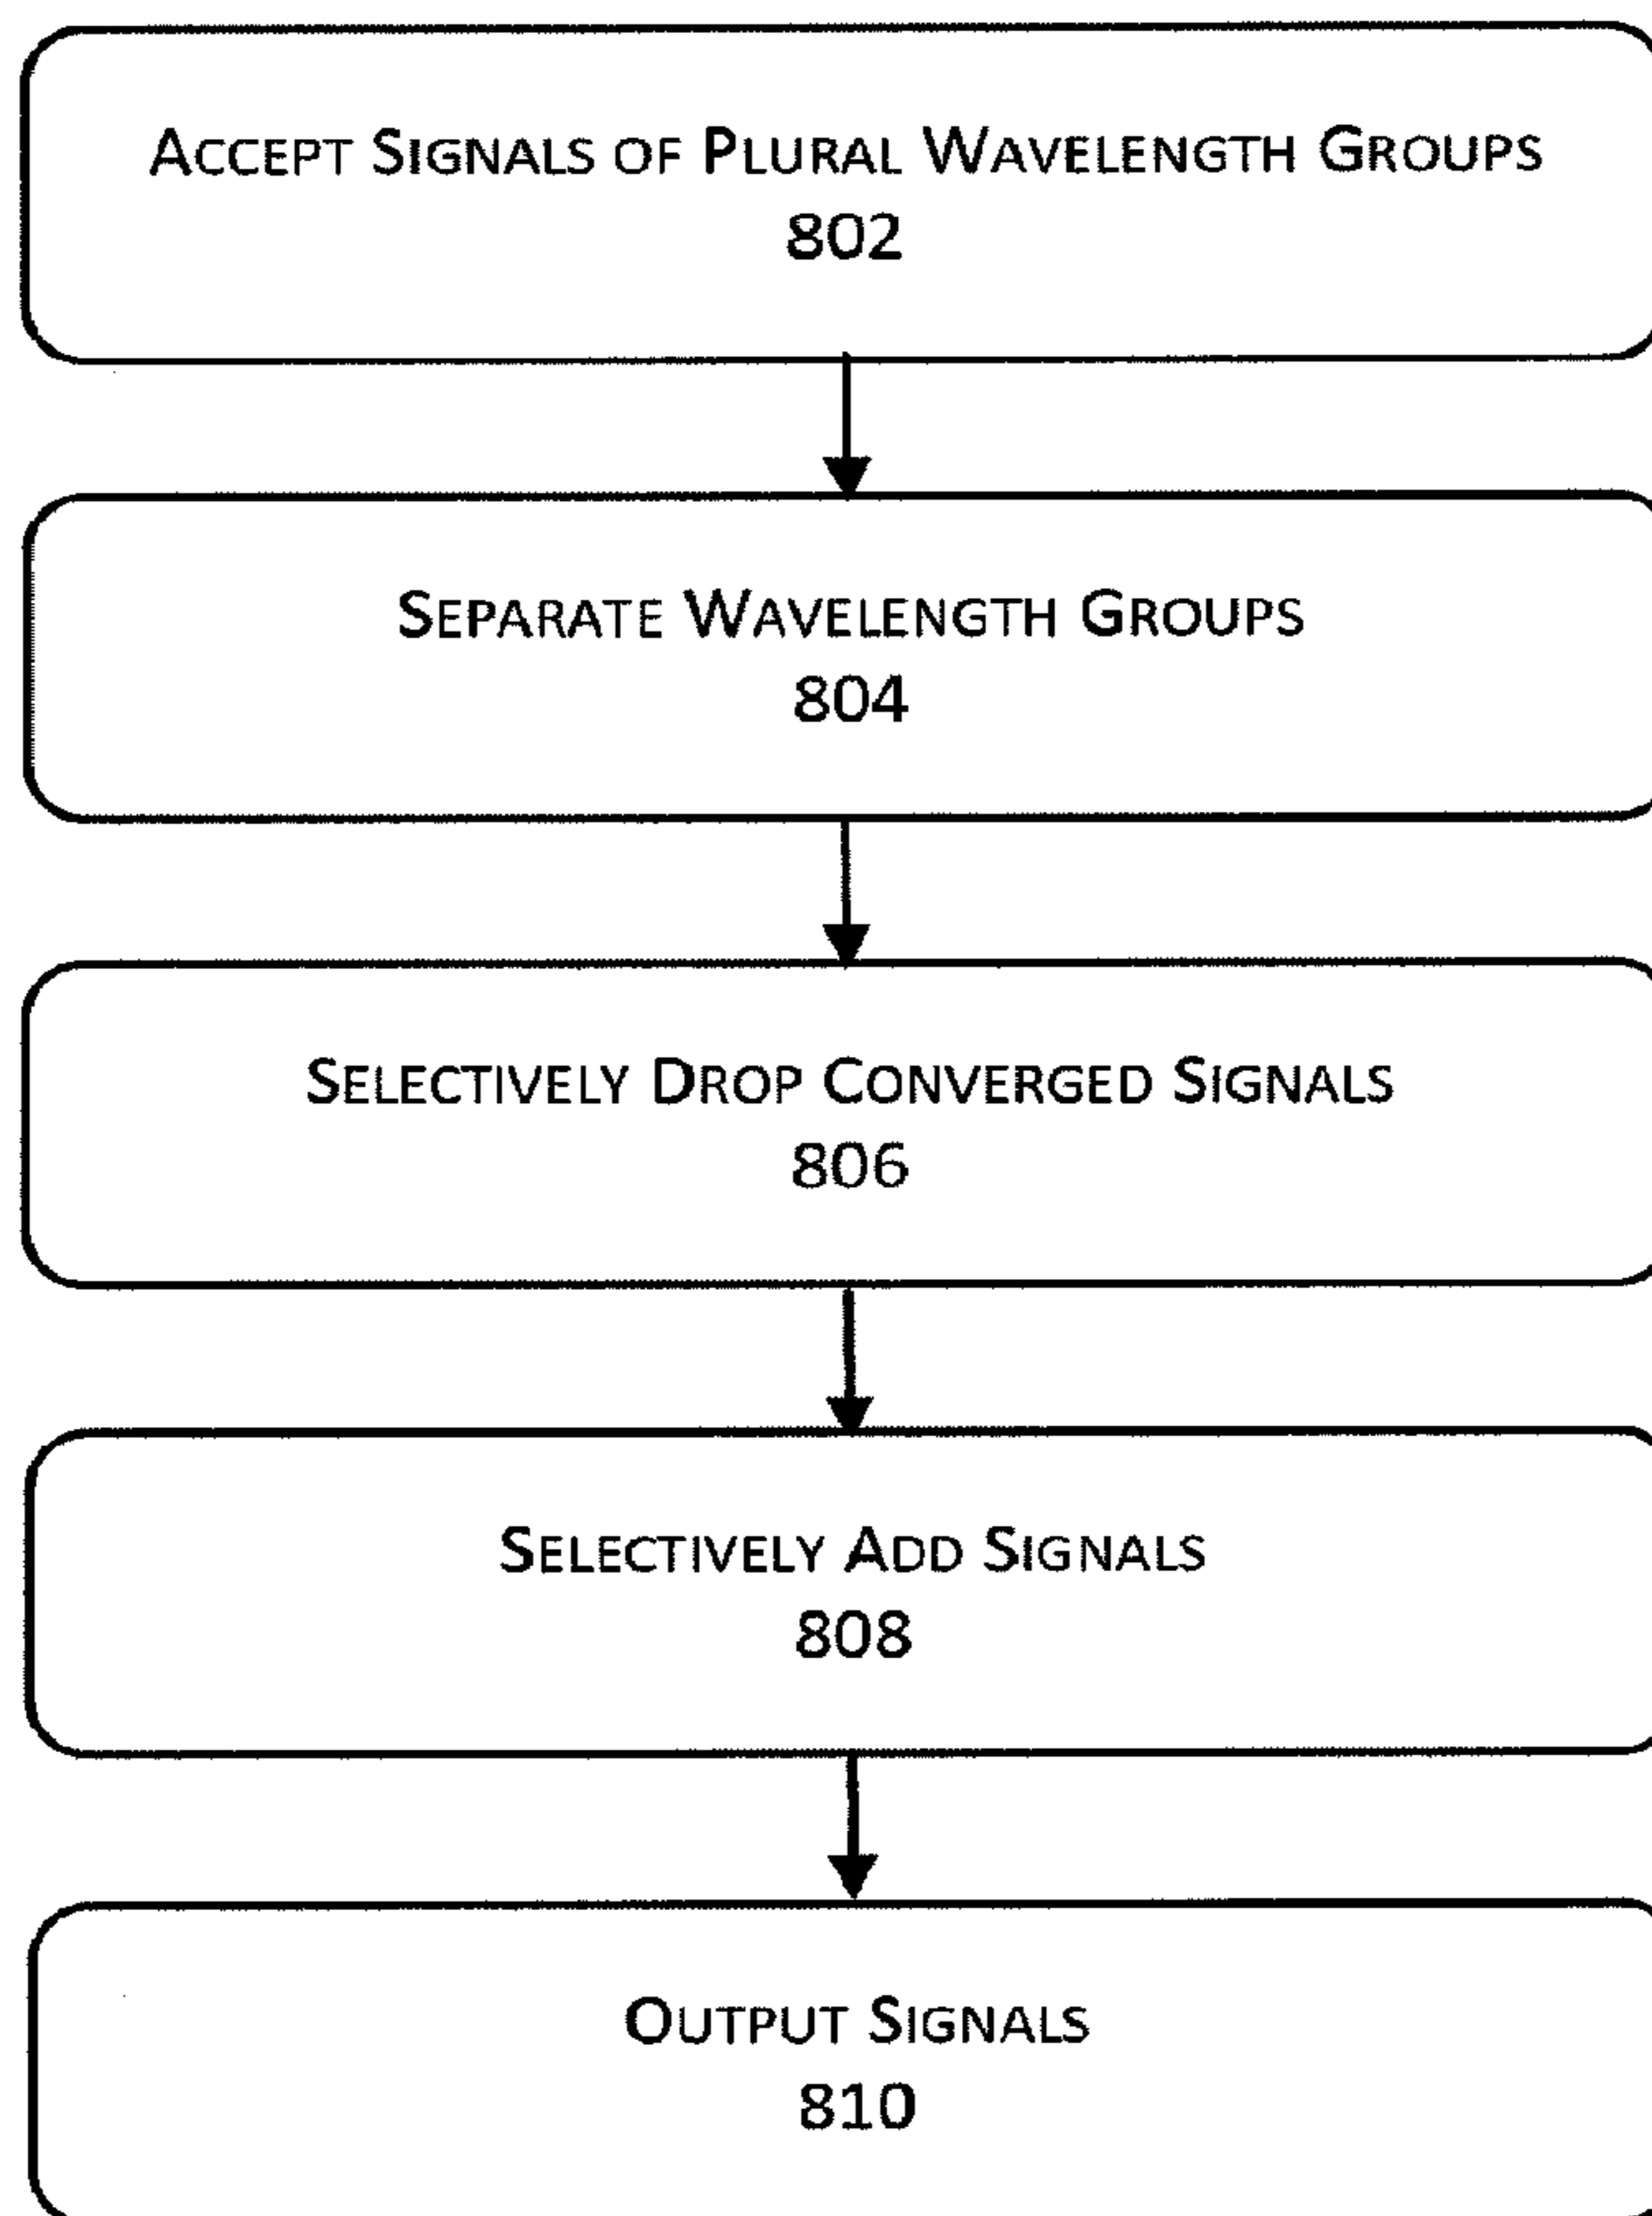 ACCEPT SIGNALS OF PLURAL WAVELENGTH GROUPS
802
SEPARATE WAVELENGTH GROUPS
804
SELECTIVELY DROP CONVERGED SIGNALS
806
SELECTIVELY ADD SIGNALS
808
OUTPUT SIGNALS
810